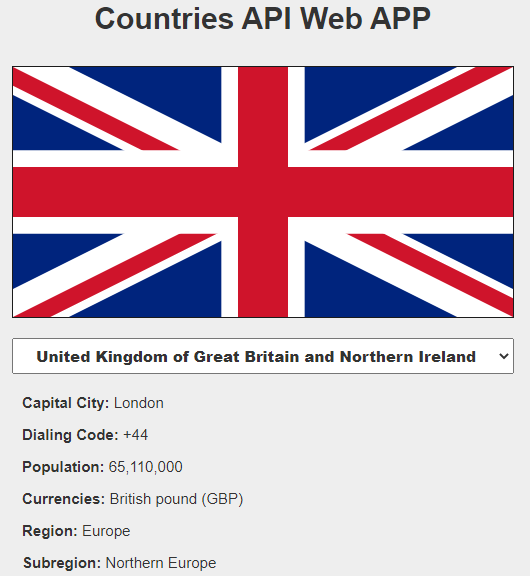 Countries API Web APP
United Kingdom of Great Britain and Northern Ireland
Capital City: London
Dialing Code: +44
Population: 65,110,000
Currencies: British pound (GBP)
Region: Europe
Subregion: Northern Europe